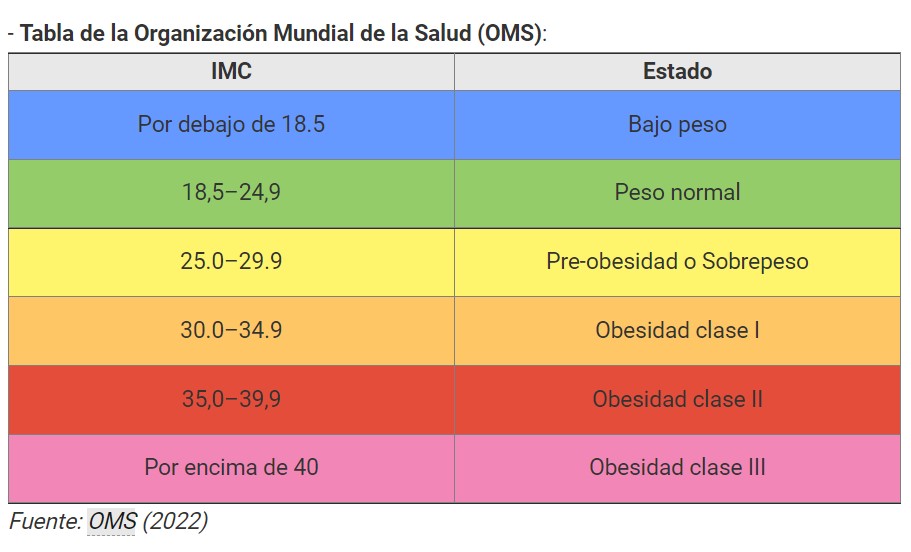 - Tabla de la Organización Mundial de la Salud (OMS):
IMC Estado
Por debajo de 18.5 Bajo peso
18,5–24,9 Peso normal
25.0–29.9 Pre-obesidad o Sobrepeso
30.0–34.9 Obesidad clase I
35,0–39,9 Obesidad clase II
Por encima de 40 Obesidad clase III
Fuente: OMS (2022)